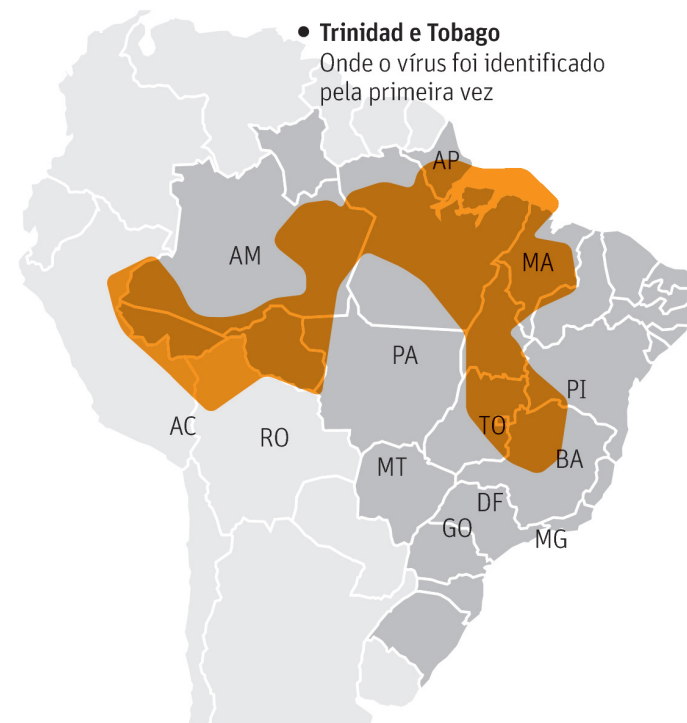 Trinidad e Tobago
Onde o vírus foi identificado
pela primeira vez
AP
AM
MA
PA
PI
AC
RO
TO
BA
MT
DF
GO
MG